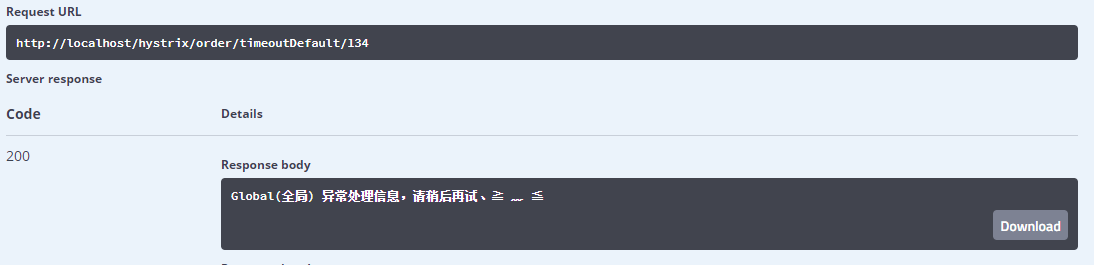 Request URL
http://localhost/hystrix/order/timeoutDefault/134
Server response
Code Details
200
Response body
Global(全局) 异常处理信息，请稍后再试、≧ ﹏ ≦
Download